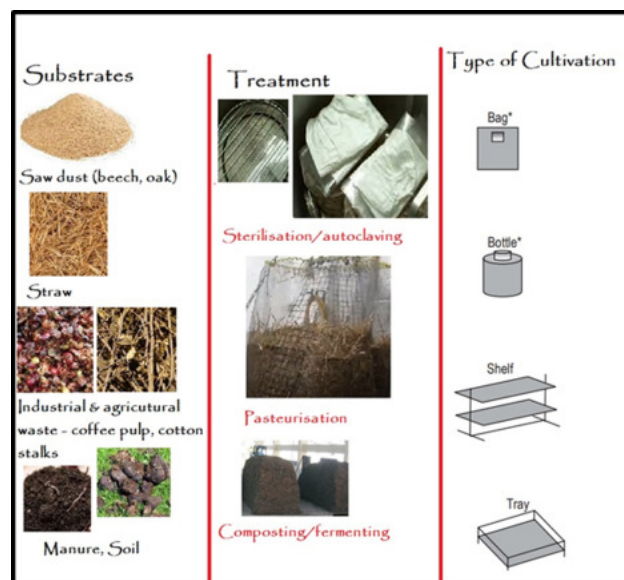 Substrates
Saw dust (beech, oak)
Straw
Industrial & agricutural
waste - coffee pulp, cotton
stalks
Manure, Soil
Treatment
Sterilisation/autoclaving
Pasteurisation
Composting/fermenting
Type of Cultivation
Bag*
Bottle*
Shelf
Tray